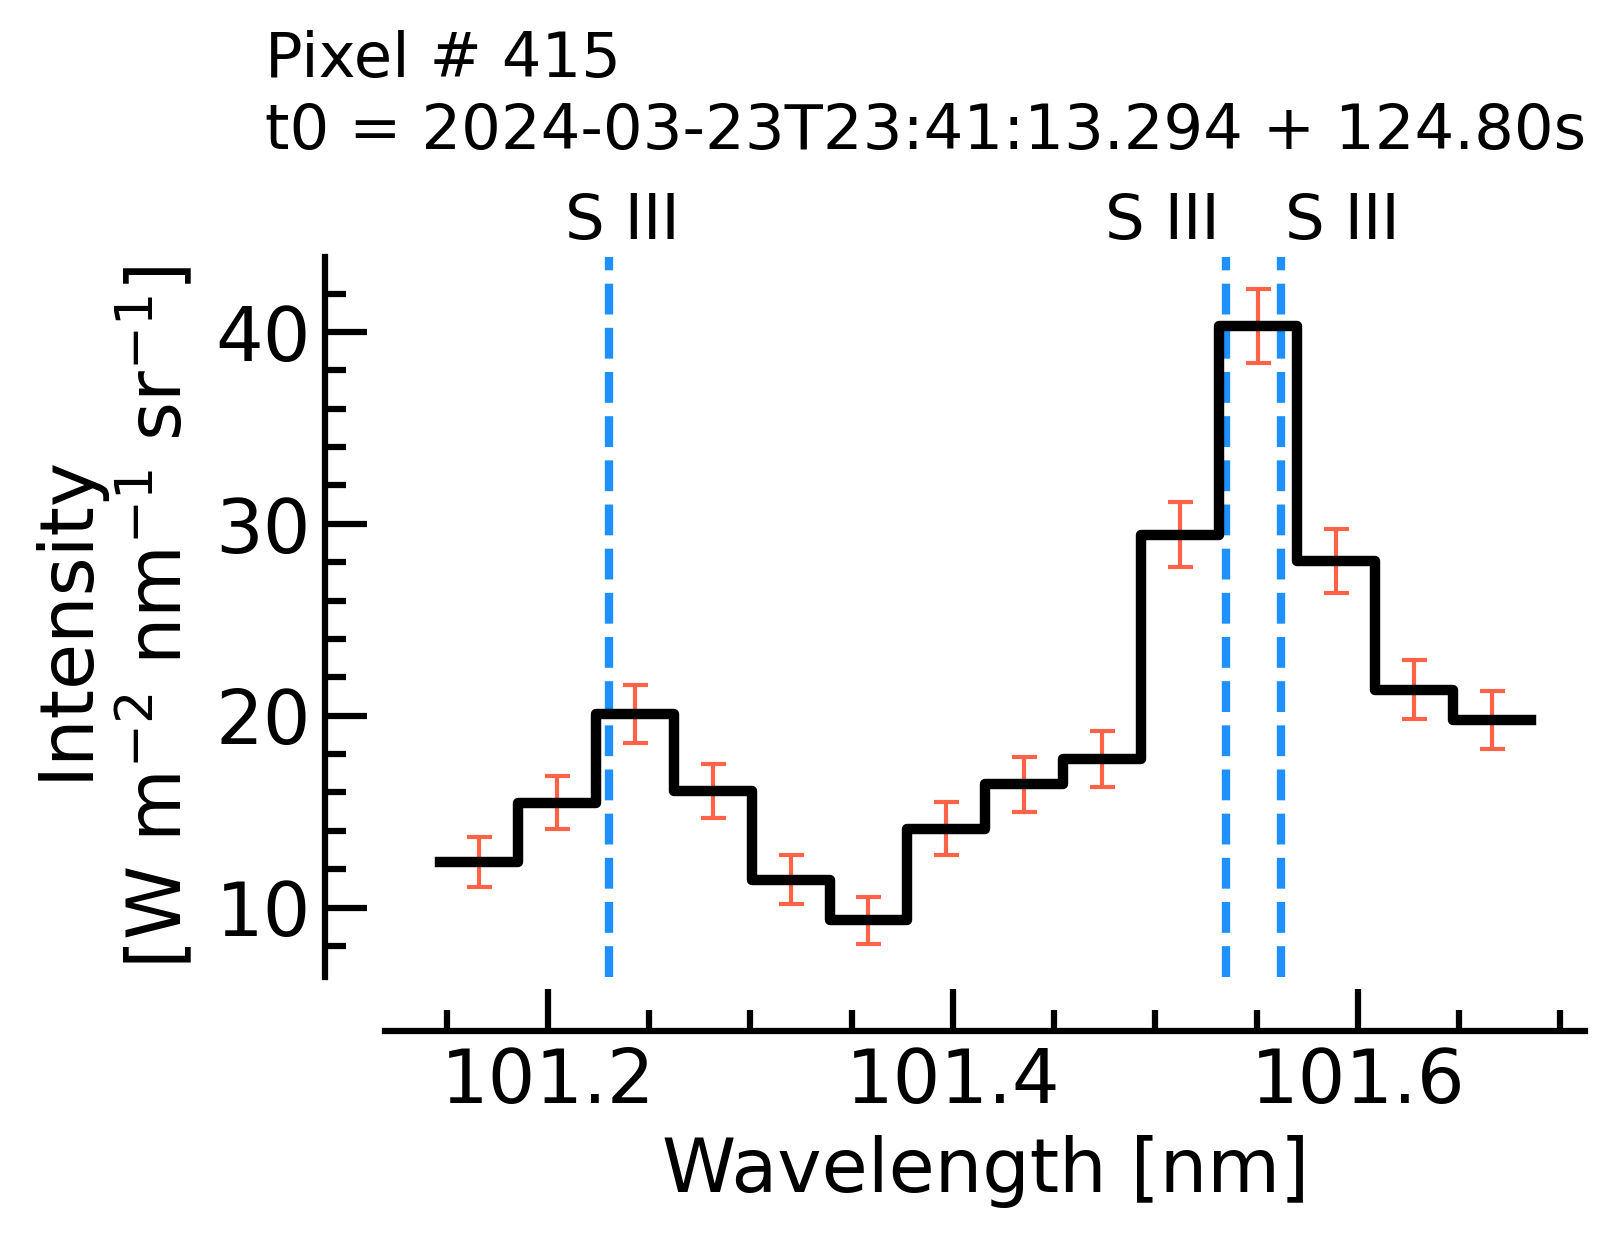 Pixel # 415
t0 = 2024-03-23T23:41:13.294 + 124.80s
S III S III S III
Intensity
[W m⁻² nm⁻¹ sr⁻¹]
40
30
20
10
101.2 101.4 101.6
Wavelength [nm]